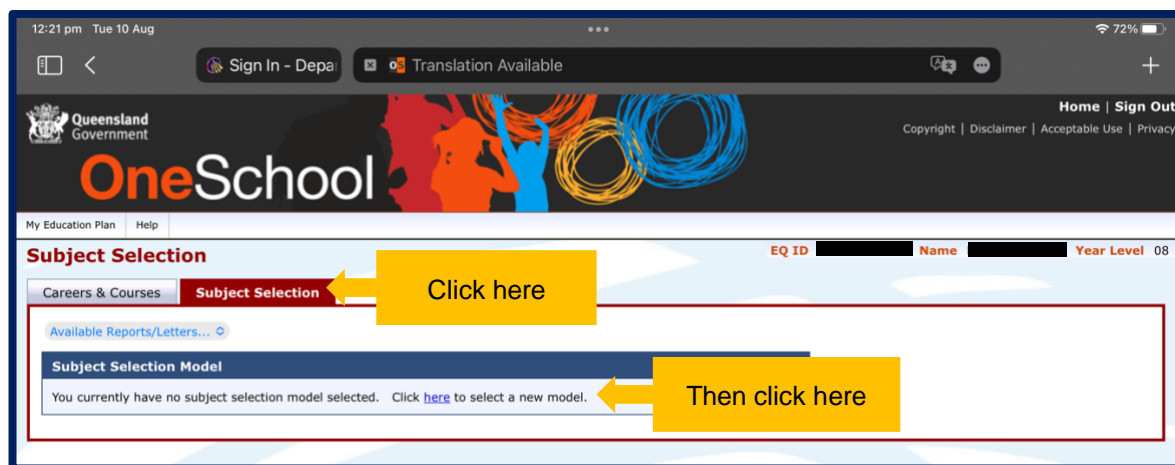 12:21 pm Tue 10 Aug
72%
Sign In - Depa
os Translation Available
Queensland
Government
Home | Sign Out
Copyright | Disclaimer | Acceptable Use | Privacy
OneSchool
My Education Plan Help
Subject Selection
EQ ID Name Year Level 08
Careers & Courses Subject Selection
Click here
Available Reports/Letters...
Subject Selection Model
You currently have no subject selection model selected. Click here to select a new model.
Then click here